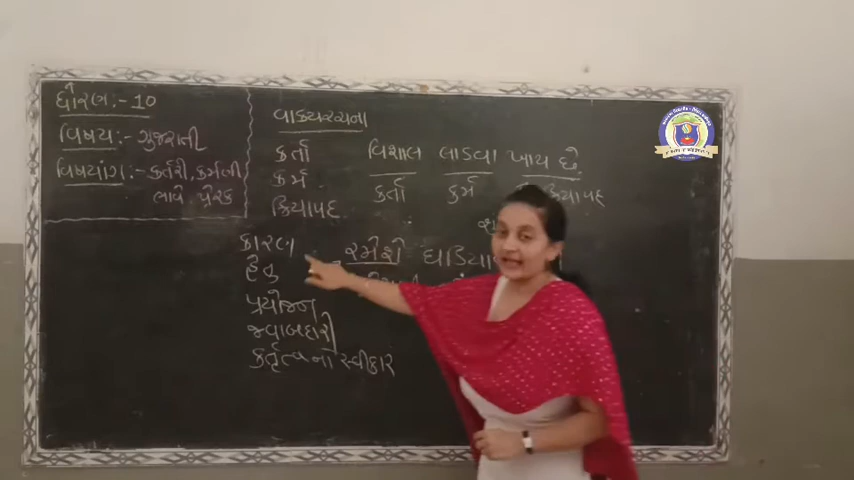 ધોરણ:-10
વિષય:-ગુજરાતી
વિષયાંગ:-કર્તરી,કર્મની
ભાવે પ્રેરક
વાક્યરચના
કર્તા
કર્મ
ક્રિયાપદ
વિશાલ લાડવા ખાય છે
કર્તા કર્મ ક્રિયાપદ
કારણ
હેતુ
પ્રયોજન
જવાબદારી
કર્તૃત્વના સ્વીકાર
રમેશે